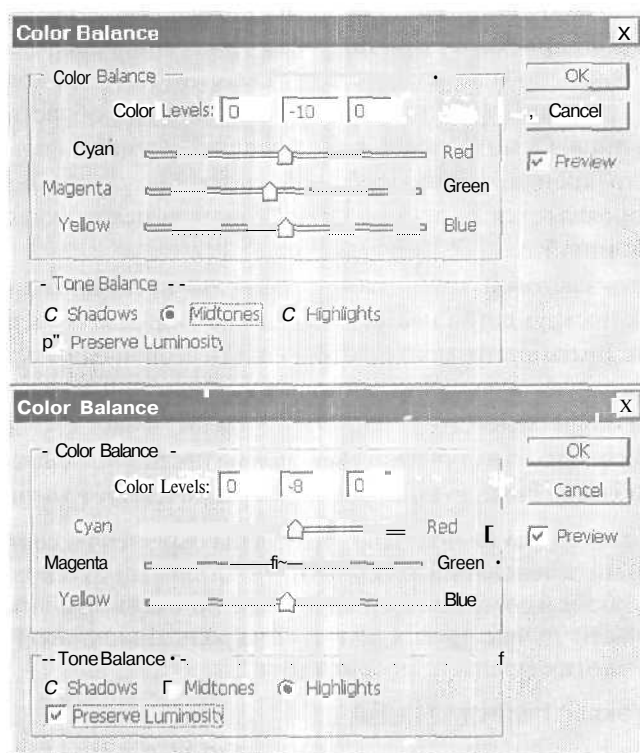 Color Balance X
Color Balance OK
Color Levels: 0 -10 0 , Cancel
Cyan Red Preview
Magenta Green
Yellow Blue
- Tone Balance - -
C Shadows (• Midtones C Highlights
p" Preserve Luminosity
Color Balance X
- Color Balance - OK
Color Levels: 0 -8 0 Cancel
Cyan = Red [ Preview
Magenta —fi~— Green •
Yellow Blue
- - Tone Balance • - f
C Shadows Γ Midtones Highlights
Preserve Luminosity